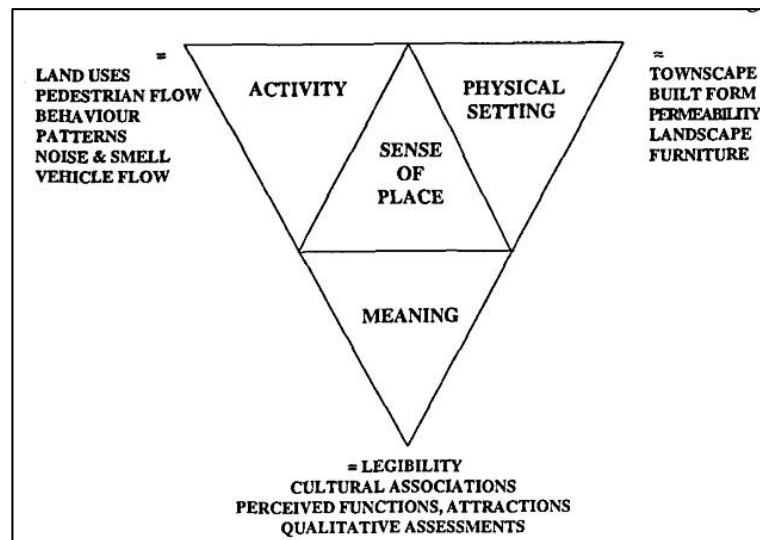 =
LAND USES
PEDESTRIAN FLOW
BEHAVIOUR
PATTERNS
NOISE & SMELL
VEHICLE FLOW
ACTIVITY
PHYSICAL
SETTING
SENSE
OF
PLACE
MEANING
=
TOWNSCAPE
BUILT FORM
PERMEABILITY
LANDSCAPE
FURNITURE
= LEGIBILITY
CULTURAL ASSOCIATIONS
PERCEIVED FUNCTIONS, ATTRACTIONS
QUALITATIVE ASSESSMENTS